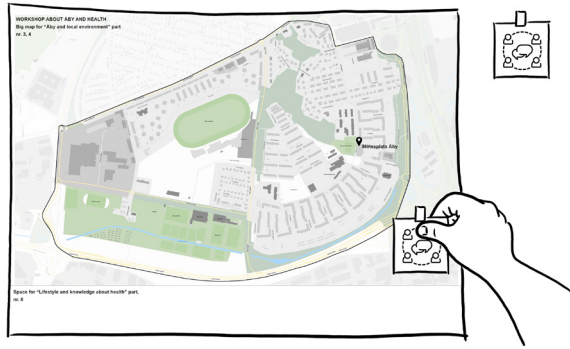 WORKSHOP ABOUT ABY AND HEALTH
Big map for "Aby and local environment" part
nr. 3, 4
Mötesplats Åby
Space for "Lifestyle and knowledge about health" part,
nr. 6